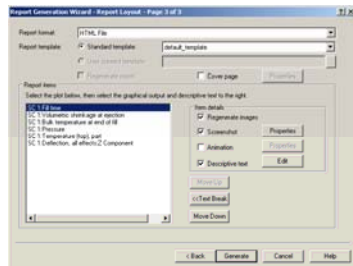 Report Generation Wizard - Report Layout - Page 3 of 3
Report format: HTML File
Report template: Standard template default_template
User created template
Regenerate report Cover page Properties
Report items
Select the plot below, then select the graphical output and descriptive text to the right.
SC 1:Fill time
SC 1:Volumetric shrinkage at ejection
SC 1:Bulk temperature at end of fill
SC 1:Pressure
SC 1:Temperature (top), part
SC 1:Deflection, all effects:Z Component
Item details
Regenerate images
Screenshot Properties
Animation Properties
Descriptive text Edit
Move Up
<<Text Break
Move Down
< Back Generate Cancel Help